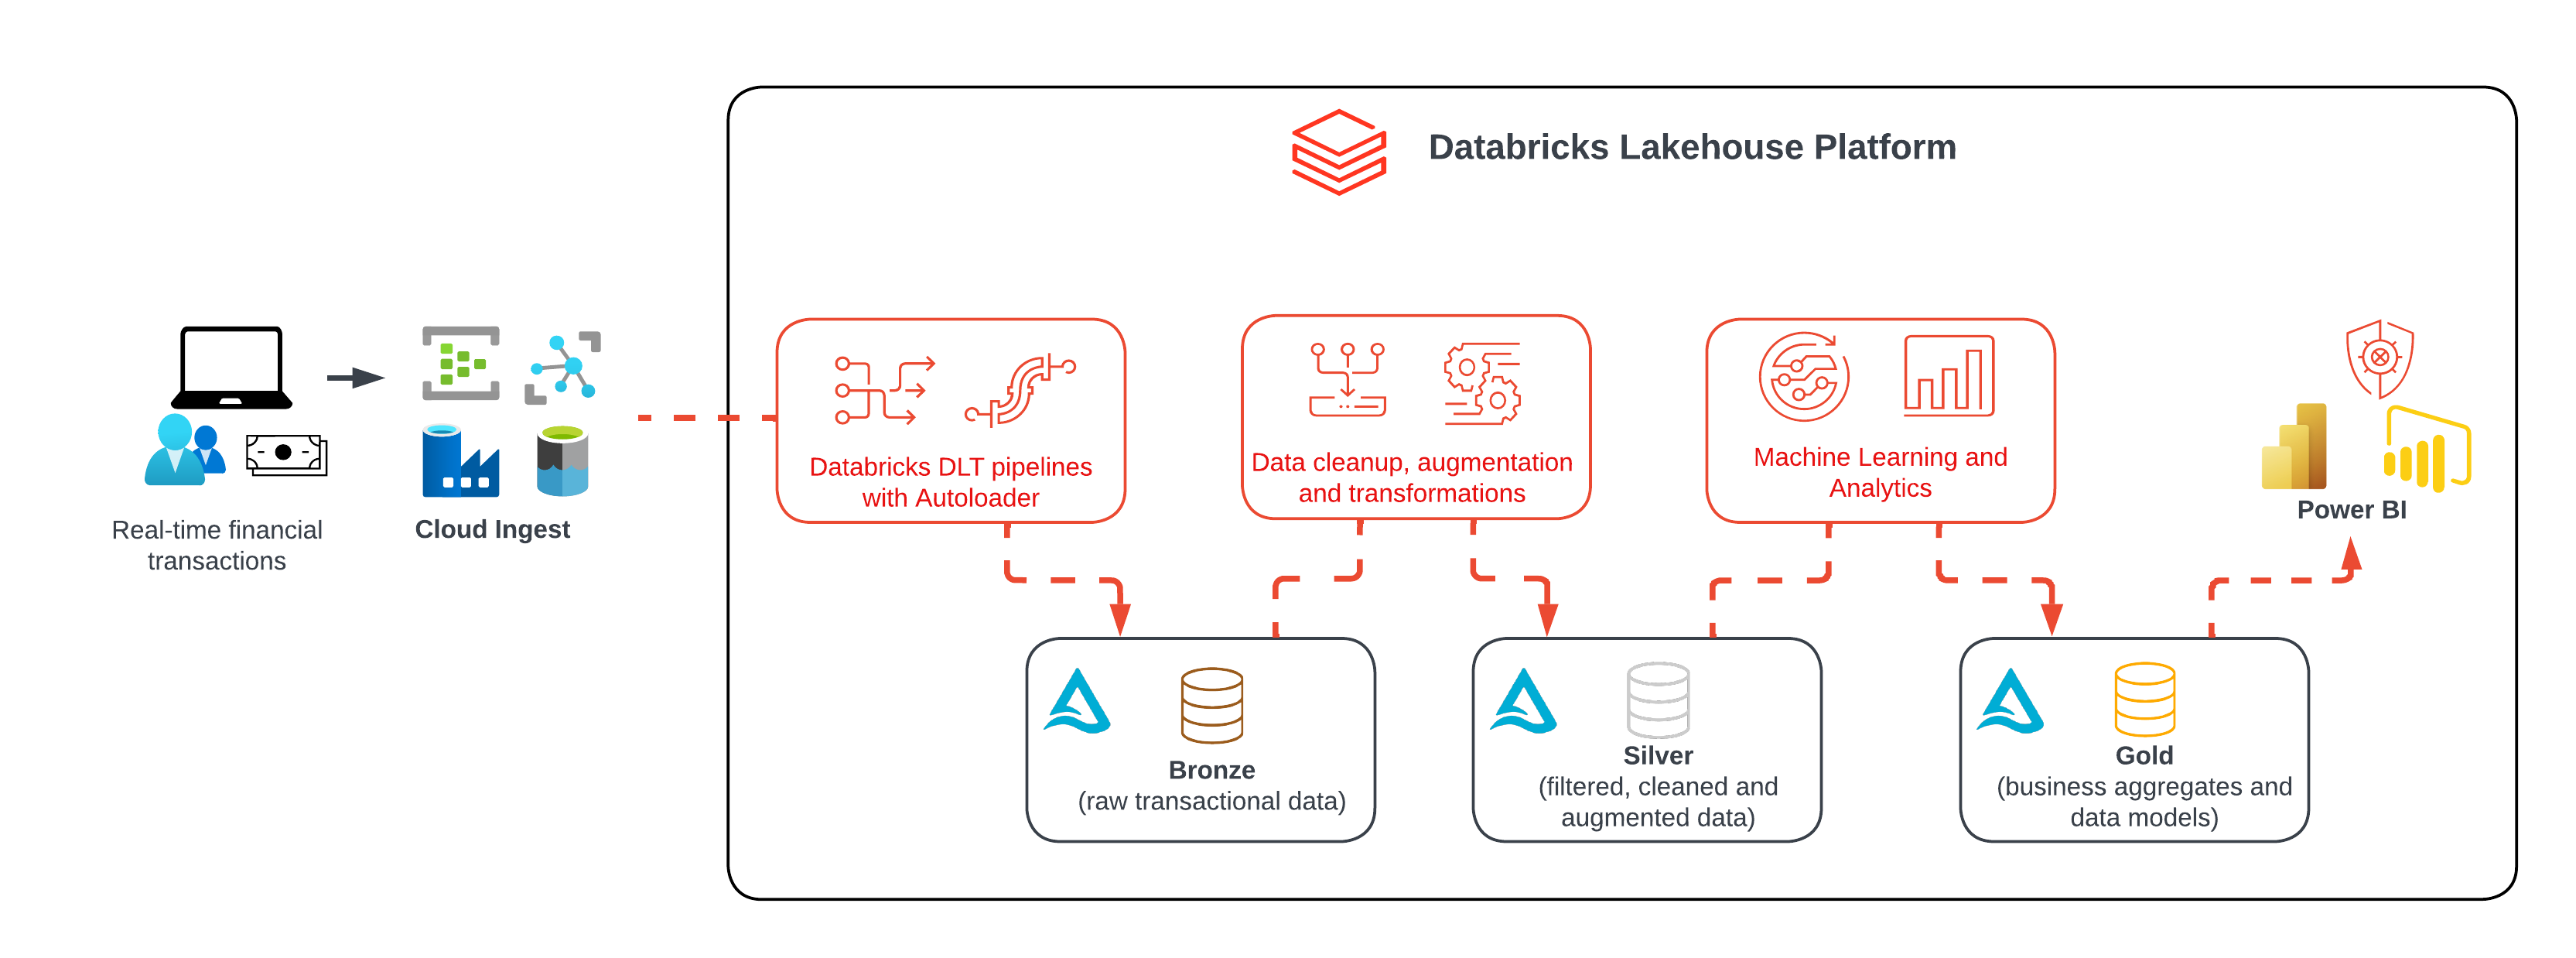 Databricks Lakehouse Platform
Real-time financial
transactions
Cloud Ingest
Databricks DLT pipelines
with Autoloader
Data cleanup, augmentation
and transformations
Machine Learning and
Analytics
Power BI
Bronze
(raw transactional data)
Silver
(filtered, cleaned and
augmented data)
Gold
(business aggregates and
data models)